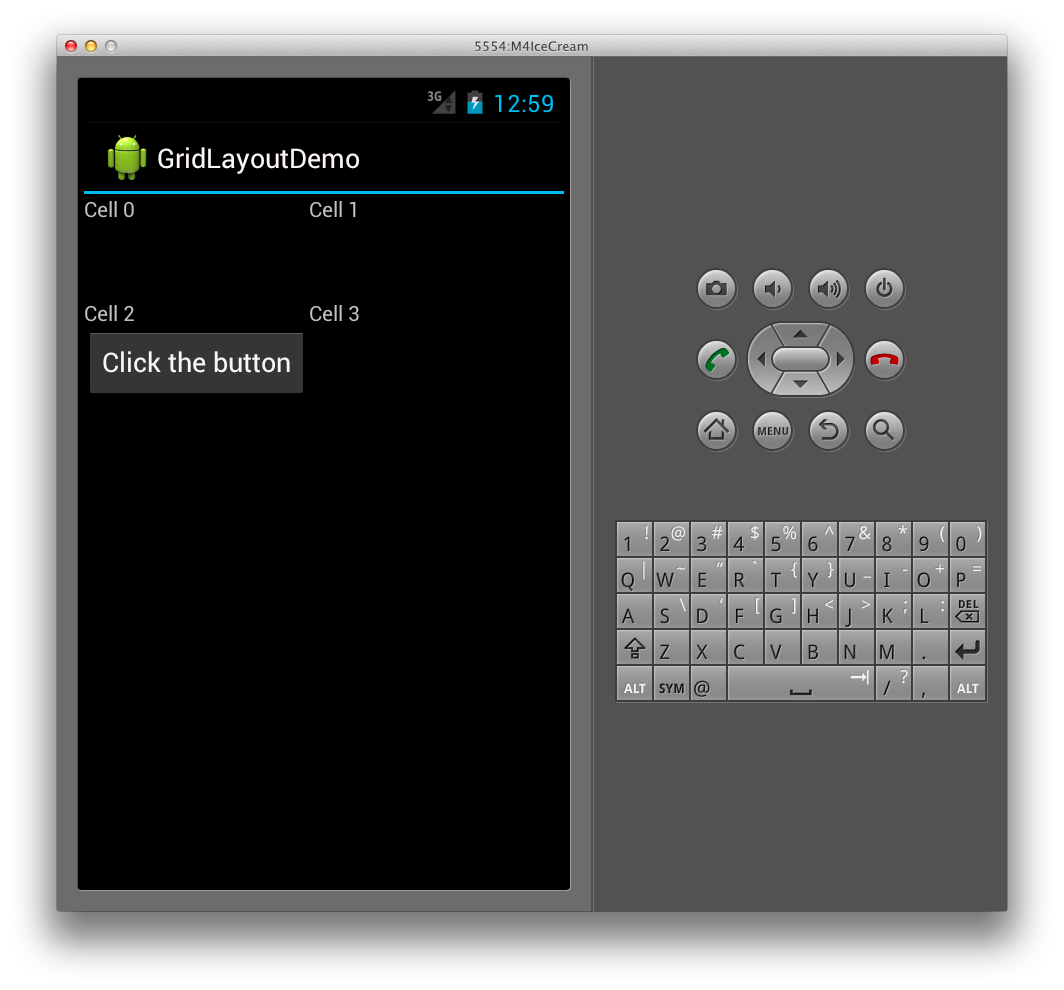 5554:M4IceCream
3G 12:59
GridLayoutDemo
Cell 0 Cell 1
Cell 2 Cell 3
Click the button
MENU
1 ! 2 @ 3 # 4 $ 5 % 6 ^ 7 & 8 * 9 ( 0 )
Q | W ~ E “ R ` T { Y } U _ I - O + P =
A S \ D ‘ F [ G ] H < J > K ; L : DEL
Z X C V B N M .
ALT SYM @ / ? , ALT